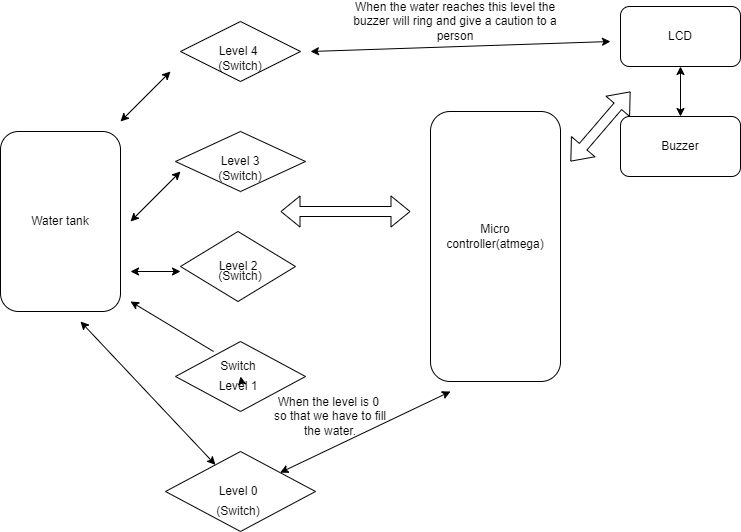 When the water reaches this level the
buzzer will ring and give a caution to a
person
LCD
Level 4
(Switch)
Buzzer
Level 3
(Switch)
Water tank
Micro
controller(atmega)
Level 2
(Switch)
Switch
Level 1
When the level is 0
so that we have to fill
the water.
Level 0
(Switch)